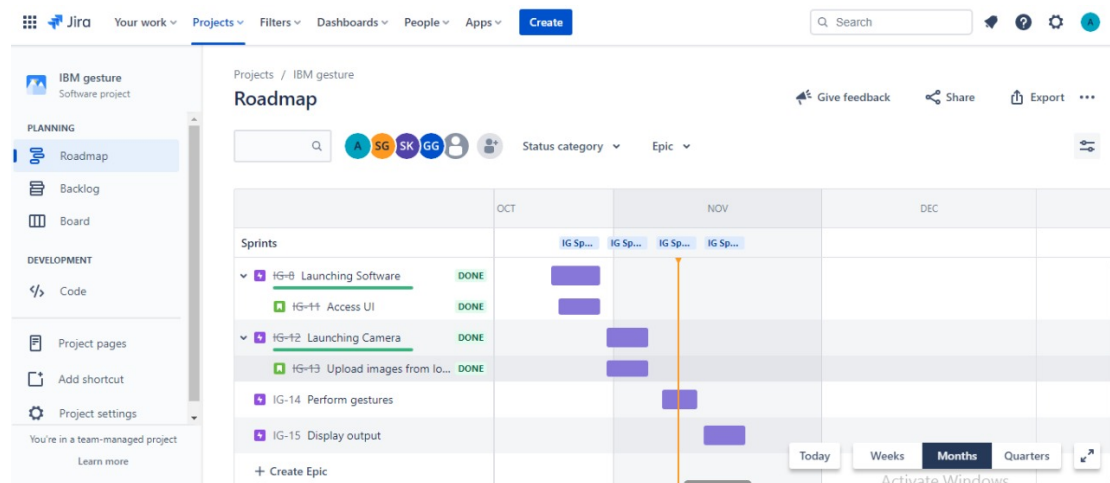 Jira Your work Projects Filters Dashboards People Apps Create Search A
IBM gesture
Software project
PLANNING
Roadmap
Backlog
Board
DEVELOPMENT
Code
Project pages
Add shortcut
Project settings
You're in a team-managed project
Learn more
Projects / IBM gesture
Roadmap
Give feedback Share Export
A SG SK GG Status category Epic
OCT NOV DEC
Sprints IG Sp... IG Sp... IG Sp... IG Sp...
IG-8 Launching Software DONE
IG-11 Access UI DONE
IG-12 Launching Camera DONE
IG-13 Upload images from lo... DONE
IG-14 Perform gestures
IG-15 Display output
+ Create Epic
Today Weeks Months Quarters
Activate Windows